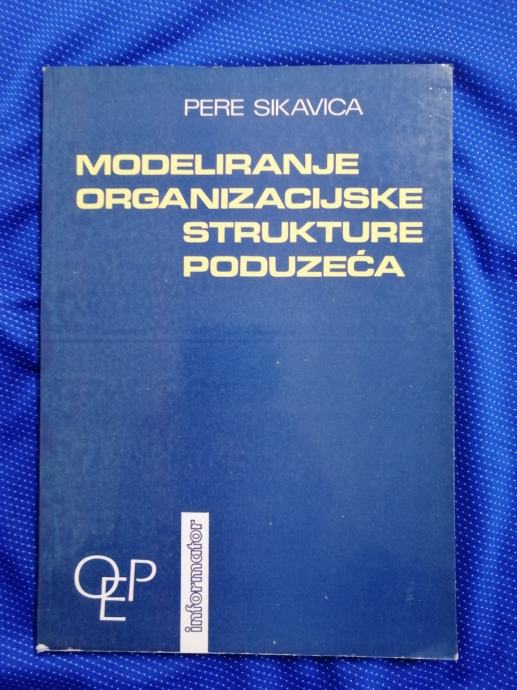 PERE SIKAVICA
MODELIRANJE
ORGANIZACIJSKE
STRUKTURE
PODUZEĆA
OEP
informator